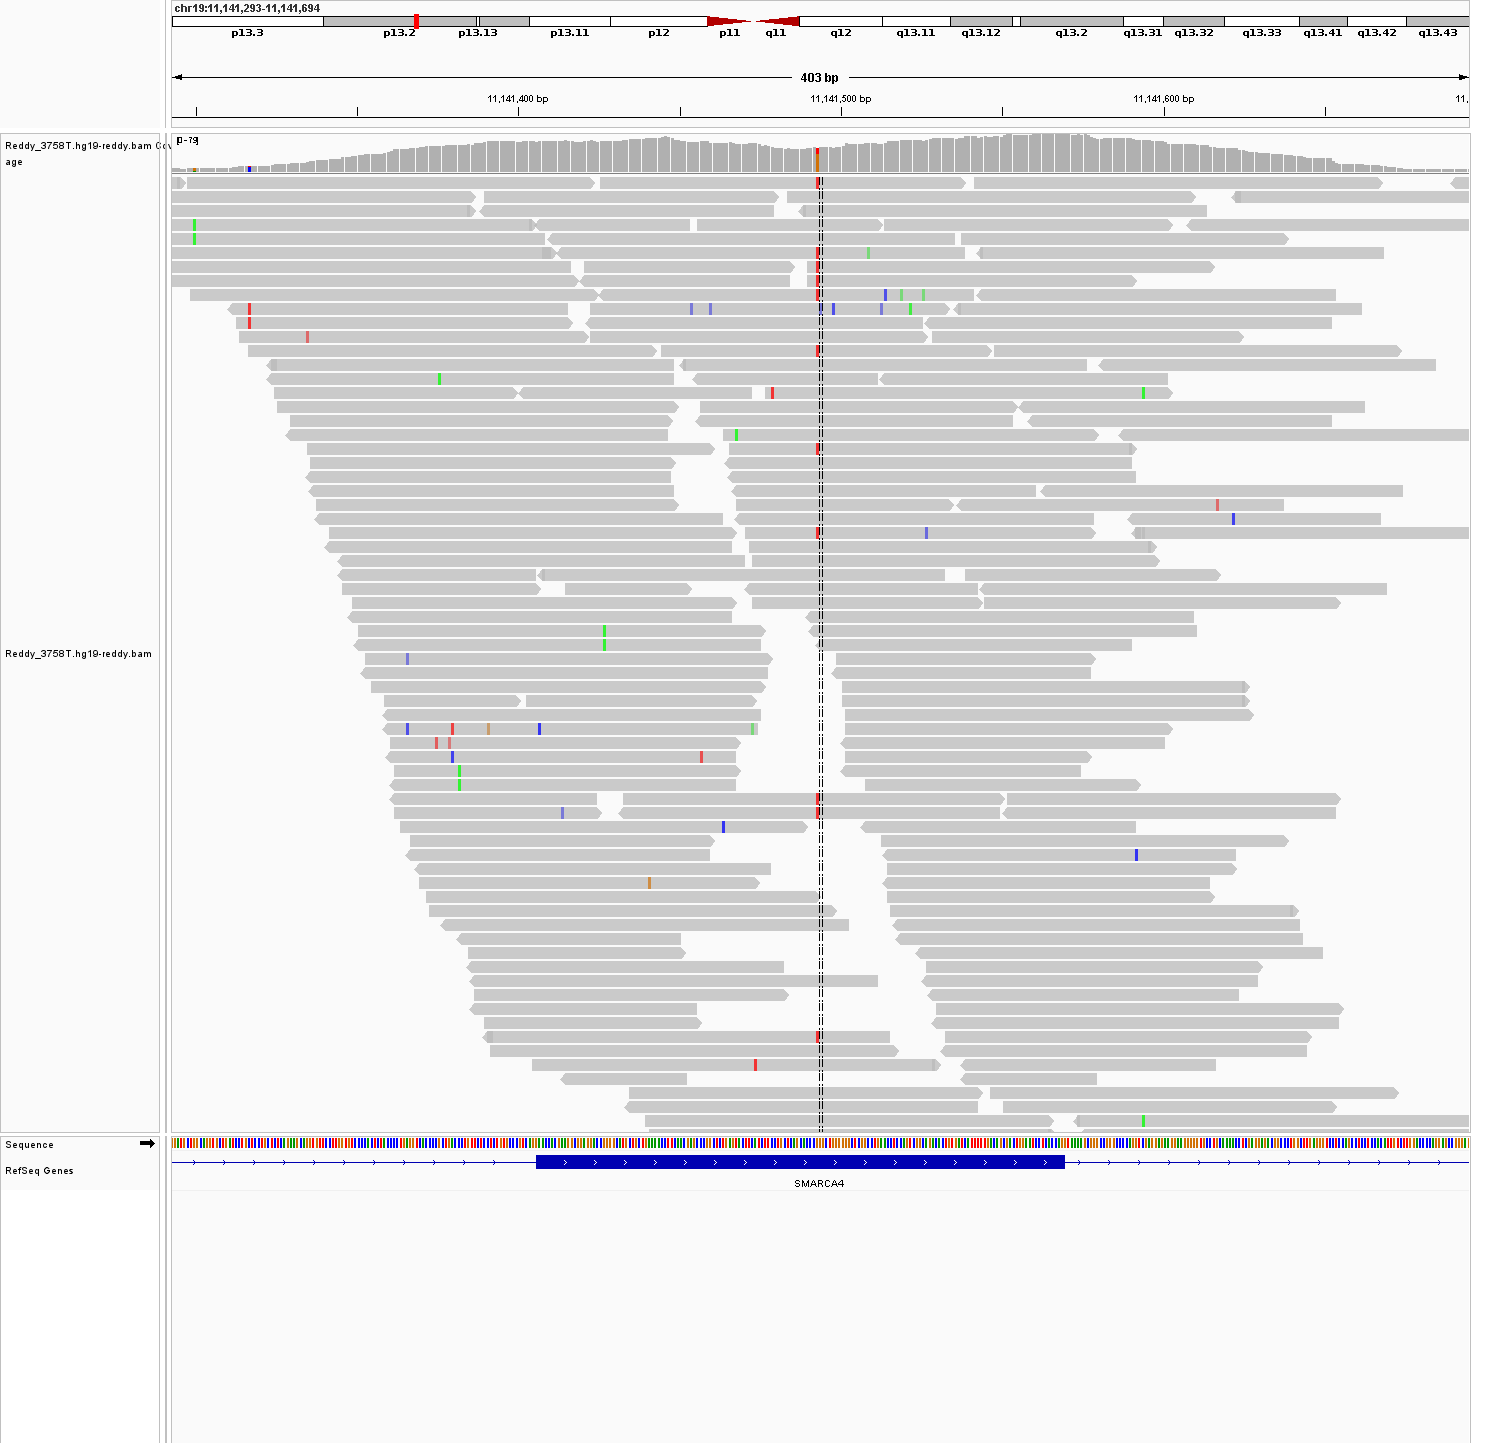 chr19:11,141,293-11,141,694
p13.3 p13.2 p13.13 p13.11 p12 p11 q11 q12 q13.11 q13.12 q13.2 q13.31 q13.32 q13.33 q13.41 q13.42 q13.43
403 bp
11,141,400 bp 11,141,500 bp 11,141,600 bp 11,
Reddy_3758T.hg19-reddy.bam Cov
age
[0-79]
Reddy_3758T.hg19-reddy.bam
Sequence
RefSeq Genes
SMARCA4